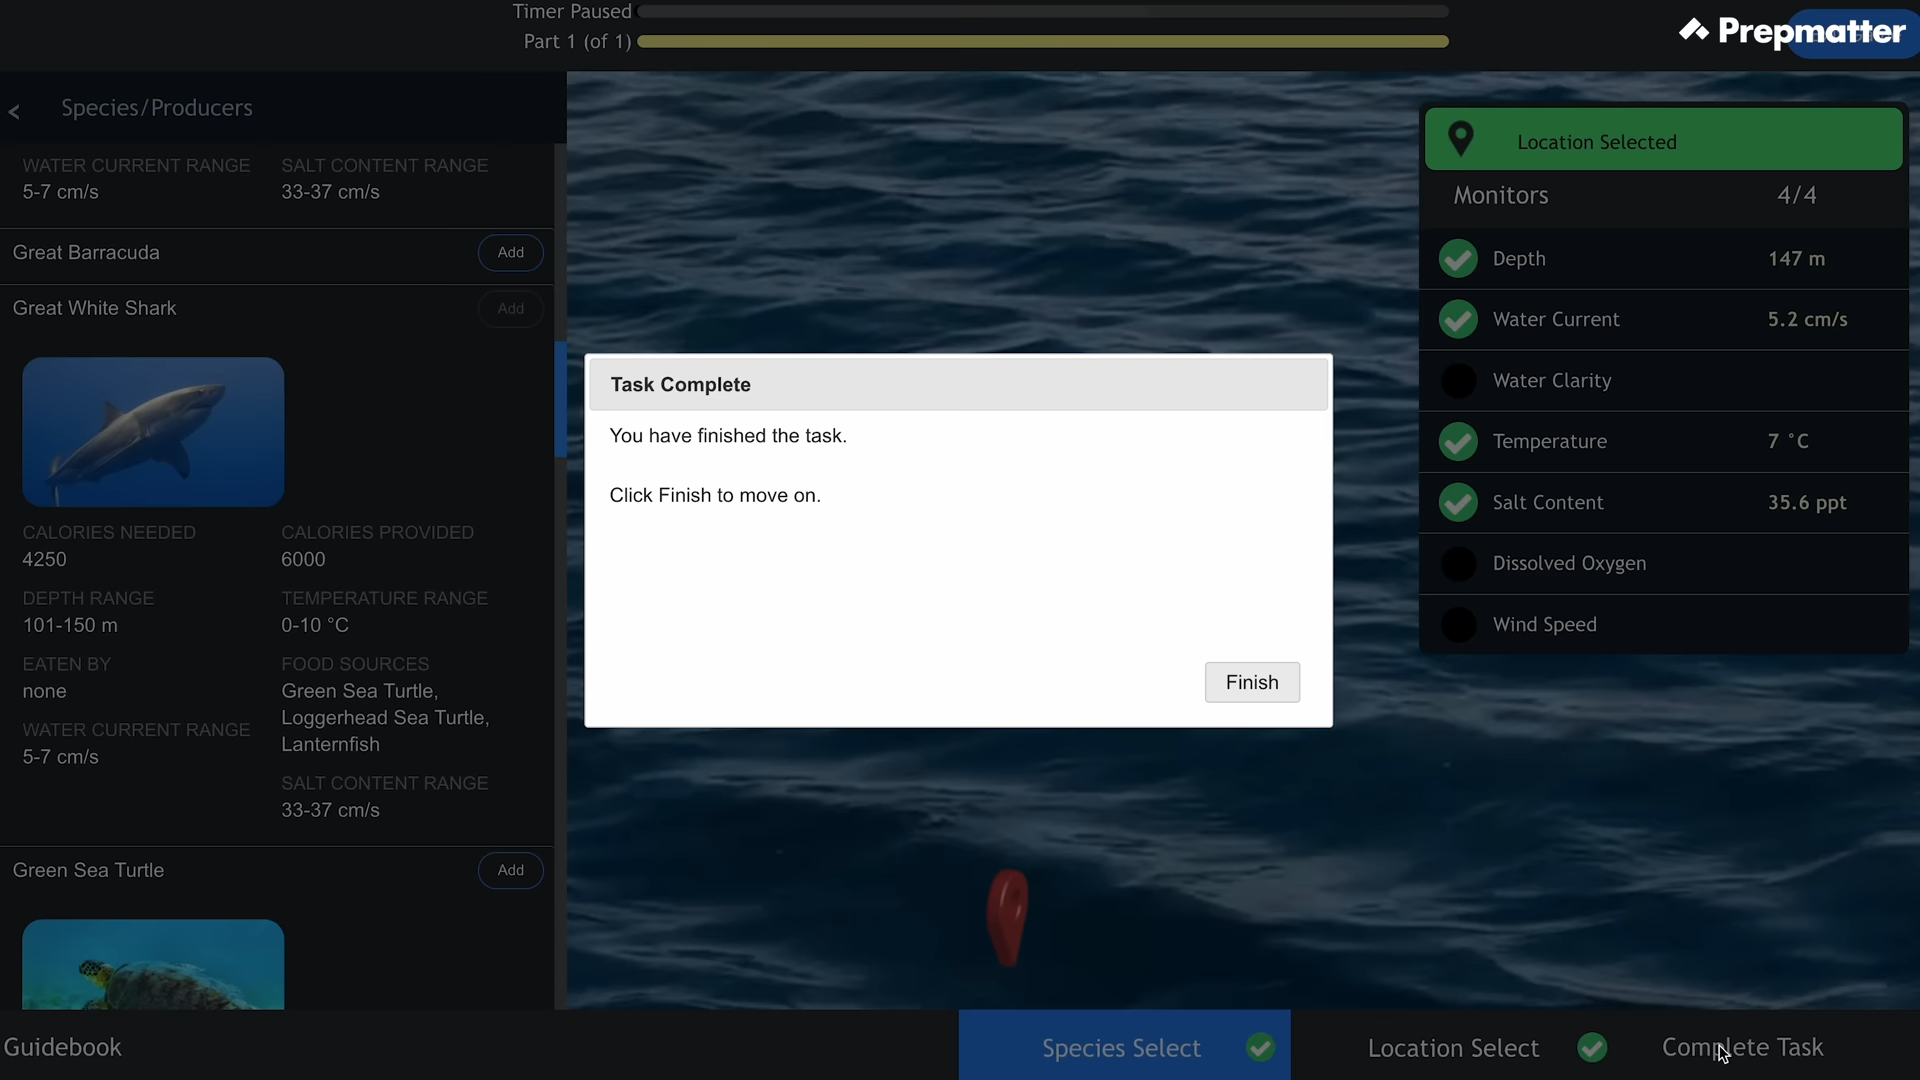 Timer Paused
Part 1 (of 1)
Prepmatter
< Species/Producers
WATER CURRENT RANGE
5-7 cm/s
SALT CONTENT RANGE
33-37 cm/s
Great Barracuda
Add
Great White Shark
Add
CALORIES NEEDED
4250
CALORIES PROVIDED
6000
DEPTH RANGE
101-150 m
TEMPERATURE RANGE
0-10 °C
EATEN BY
none
FOOD SOURCES
Green Sea Turtle,
Loggerhead Sea Turtle,
Lanternfish
WATER CURRENT RANGE
5-7 cm/s
SALT CONTENT RANGE
33-37 cm/s
Green Sea Turtle
Add
Task Complete
You have finished the task.
Click Finish to move on.
Finish
Location Selected
Monitors 4/4
Depth 147 m
Water Current 5.2 cm/s
Water Clarity
Temperature 7 °C
Salt Content 35.6 ppt
Dissolved Oxygen
Wind Speed
Guidebook
Species Select
Location Select
Complete Task